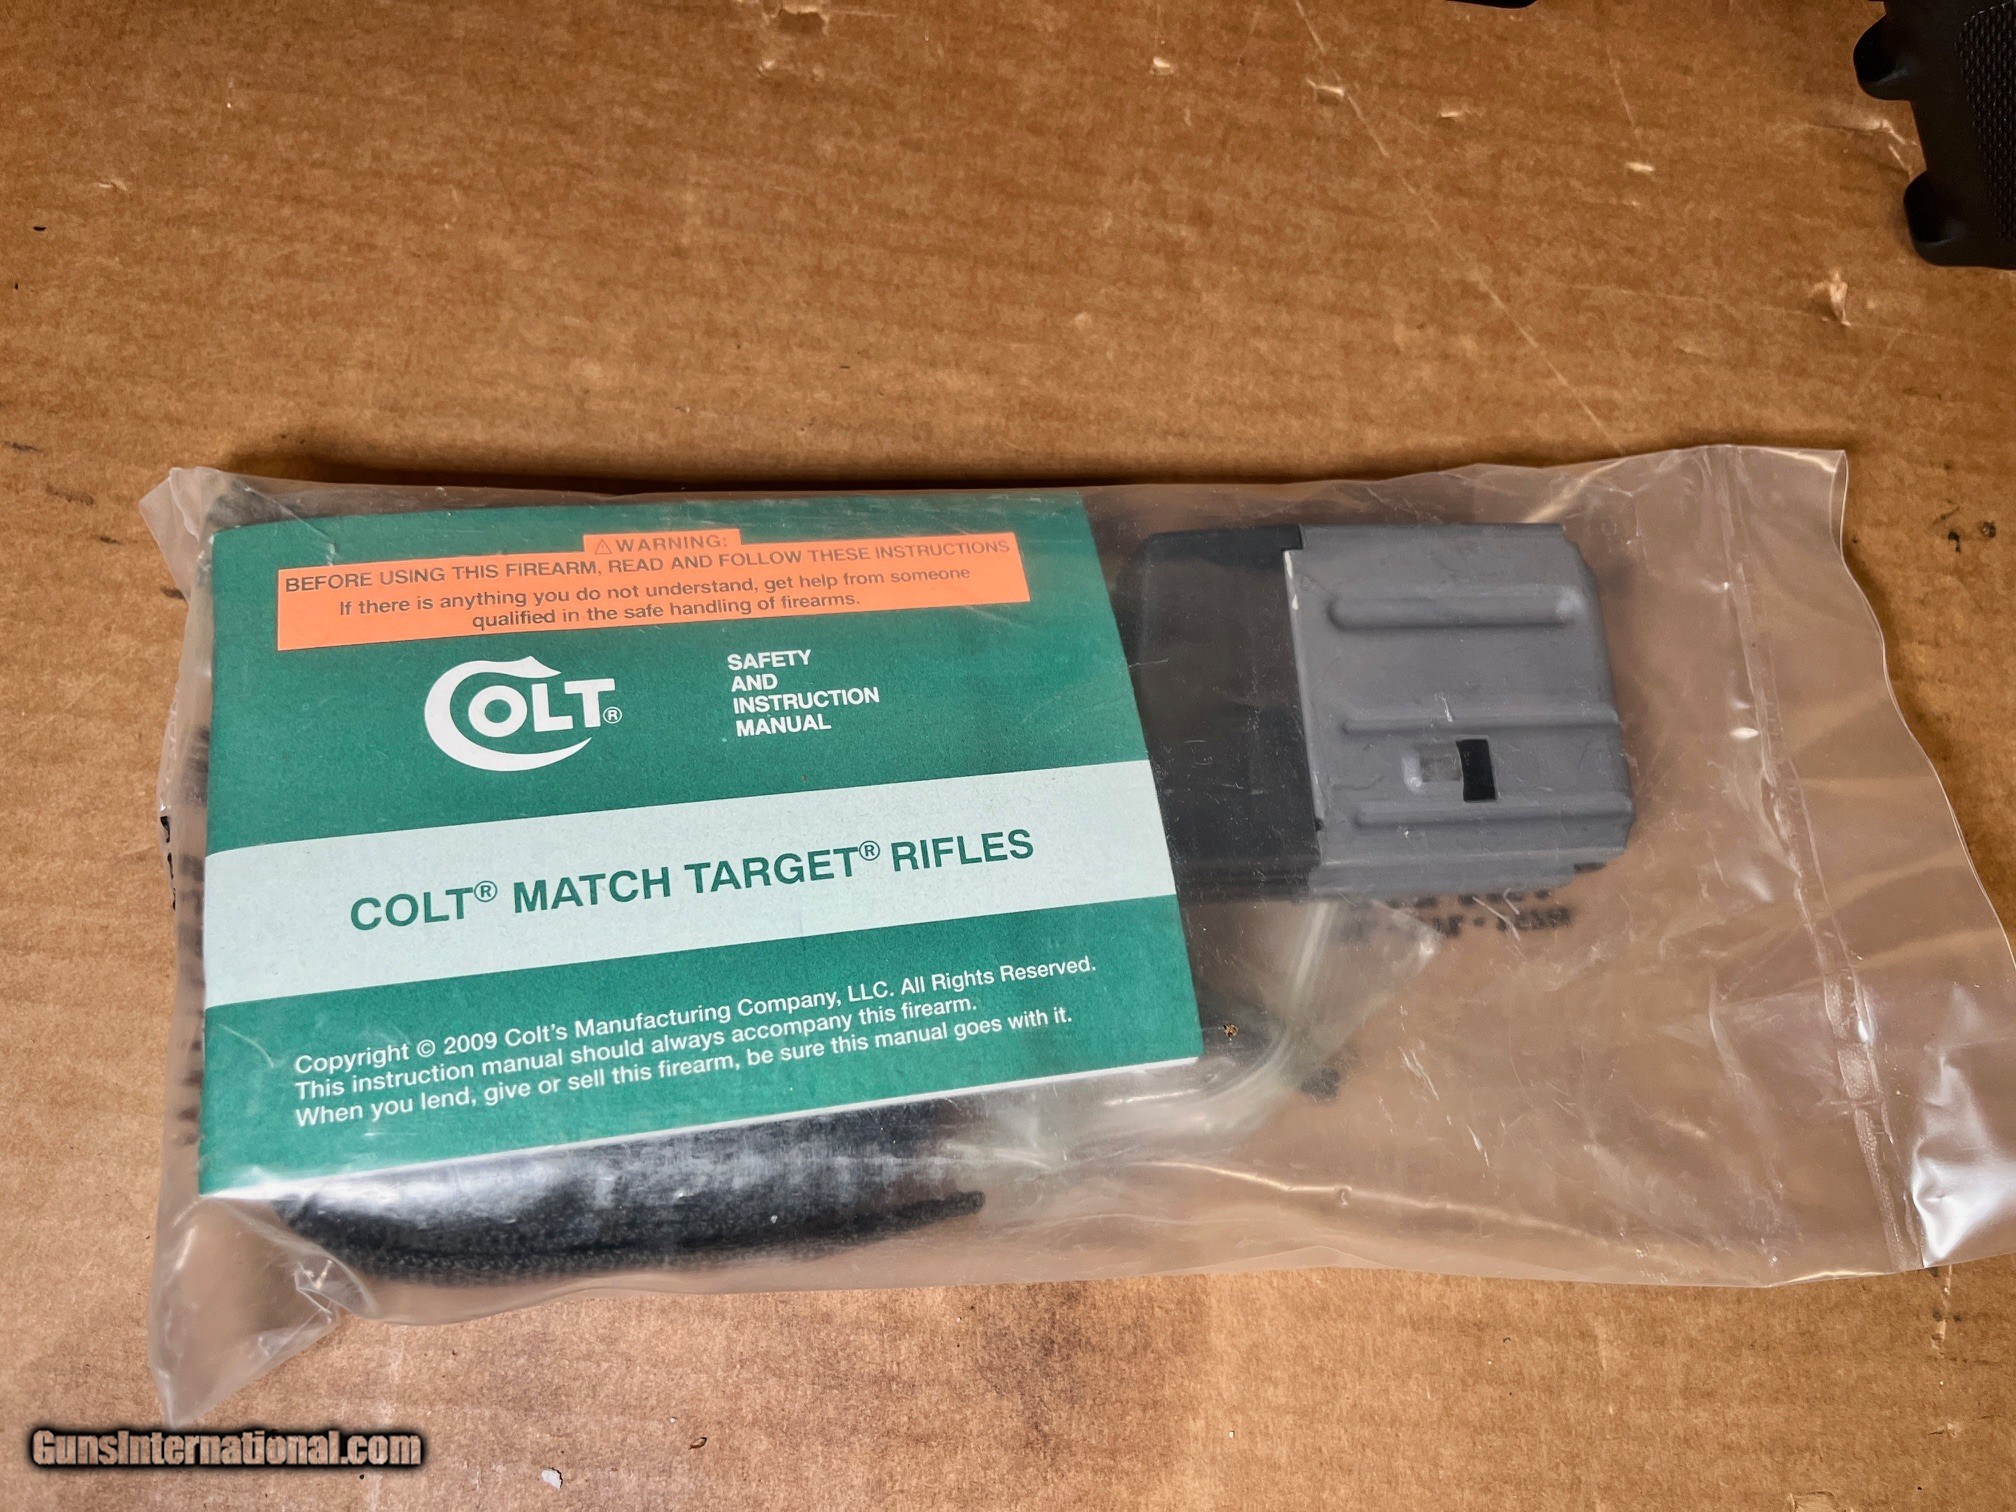 ⚠ WARNING:
BEFORE USING THIS FIREARM, READ AND FOLLOW THESE INSTRUCTIONS
If there is anything you do not understand, get help from someone
qualified in the safe handling of firearms.
COLT®
SAFETY
AND
INSTRUCTION
MANUAL
COLT® MATCH TARGET® RIFLES
Copyright © 2009 Colt's Manufacturing Company, LLC. All Rights Reserved.
This instruction manual should always accompany this firearm.
When you lend, give or sell this firearm, be sure this manual goes with it.
GunsInternational.com